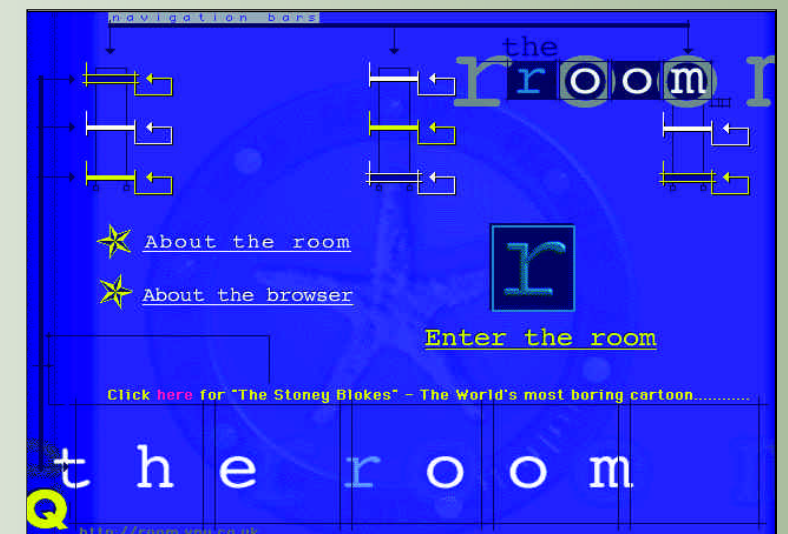 navigation bars
the
r room r
About the room
r
About the browser
Enter the room
Click here for "The Stoney Blokes" - The World's most boring cartoon............
the room
Q